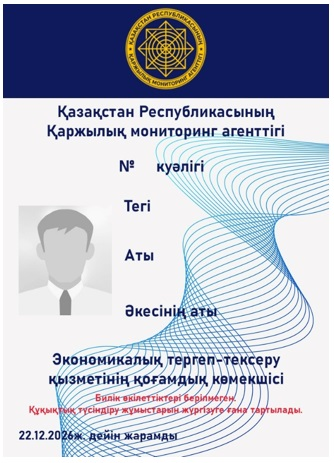 ҚАЗАҚСТАН РЕСПУБЛИКАСЫНЫҢ
ҚАРЖЫЛЫҚ МОНИТОРИНГ АГЕНТТІГІ
Қазақстан Республикасының
Қаржылық мониторинг агенттігі
№ куәлігі
Тегі
Аты
Әкесінің аты
Экономикалық тергеп-тексеру
қызметінің қоғамдық көмекшісі
Билік өкілеттіктері берілмеген.
Құқықтық түсіндіру жұмыстарын жүргізуге ғана тартылады.
22.12.2026ж. дейін жарамды